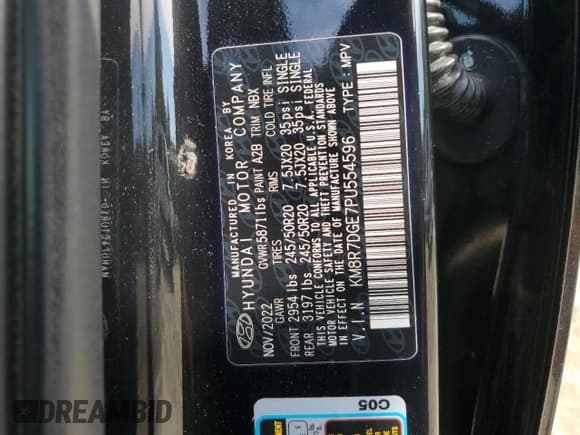 MANUFACTURED IN KOREA BY
HYUNDAI MOTOR COMPANY
NOV/2022 GVWR5871lbs PAINT A2B TRIM NBX
GAWR TIRES RIMS COLD TIRE INFL
FRONT 2954 lbs 245/50R20 7.5JX20 35psi SINGLE
REAR 3197 lbs 245/50R20 7.5JX20 35psi SINGLE
THIS VEHICLE CONFORMS TO ALL APPLICABLE U.S.A. FEDERAL
MOTOR VEHICLE SAFETY AND THEFT PREVENTION STANDARDS
IN EFFECT ON THE DATE OF MANUFACTURE SHOWN ABOVE
V.I.N KM8R7DGE7PU554596 TYPE: MPV
C05
DREAMBID